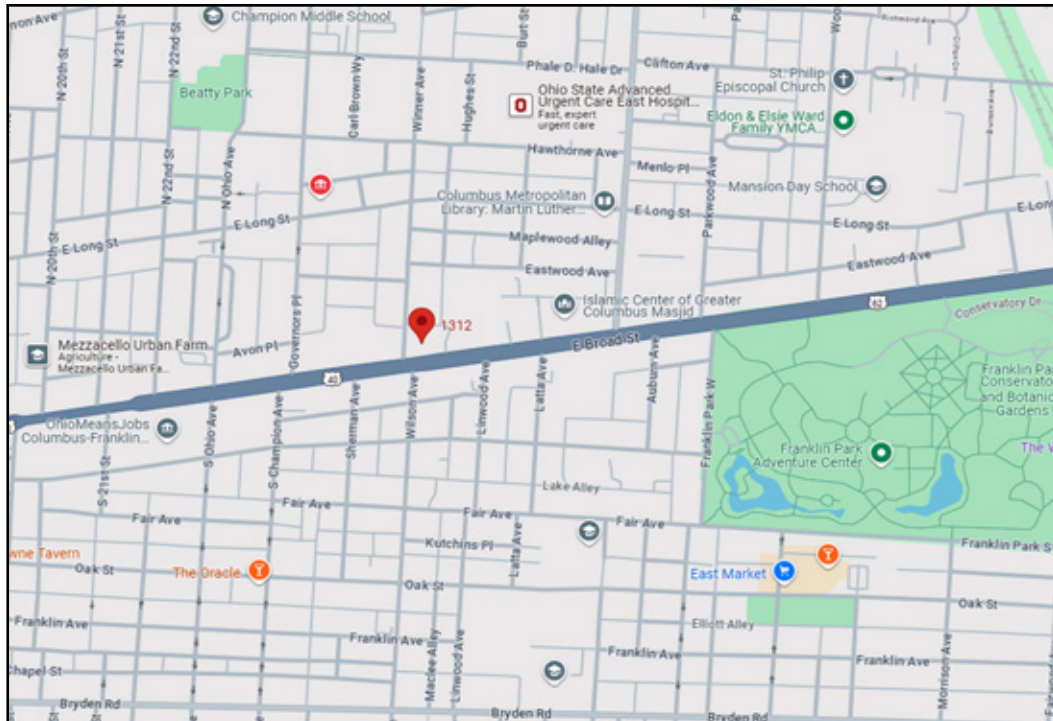 Champion Middle School
non Ave
N 20th St
N 21st St
N 22nd St
Beatty Park
Carl Brown Wy
Winner Ave
Hughes St
Burt St
Phale D. Hale Dr
Clifton Ave
Ohio State Advanced
Urgent Care East Hospit...
Fast, expert
urgent care
St. Philip
Episcopal Church
Eldon & Elsie Ward
Family YMCA...
Hawthorne Ave
Menlo Pl
N 22nd St
N Ohio Ave
Columbus Metropolitan
Library: Martin Luther...
Mansion Day School
E Long St
E Long St
E Long St
E Long
E Long St
Parkwood Ave
Maplewood Alley
Eastwood Ave
Eastwood Ave
N 20th St
Governors Pl
Islamic Center of Greater
Columbus Masjid
62
Conservatory Dr
1312
E Broad St
Mezzacello Urban Farm
Agriculture -
Mezzacello Urban Fa...
Avon Pl
40
Franklin Park
Conservato
and Botanic
Gardens
OhioMeansJobs
Columbus-Franklin...
S Ohio Ave
S Champion Ave
Sherman Ave
Wilson Ave
Linwood Ave
Latta Ave
Auburn Ave
Franklin Park W
Franklin Park
Adventure Center
The V
S 21st St
Lake Alley
Fair Ave
Fair Ave
Fair Ave
Kutchins Pl
Latta Ave
Franklin Park S
wne Tavern
Oak St
The Oracle
Oak St
East Market
Oak St
Franklin Ave
Franklin Ave
Elliott Alley
Franklin Ave
Chapel St
Maclee Alley
Linwood Ave
Morrison Ave
Bryden Rd
Bryden Rd
Bryden Rd